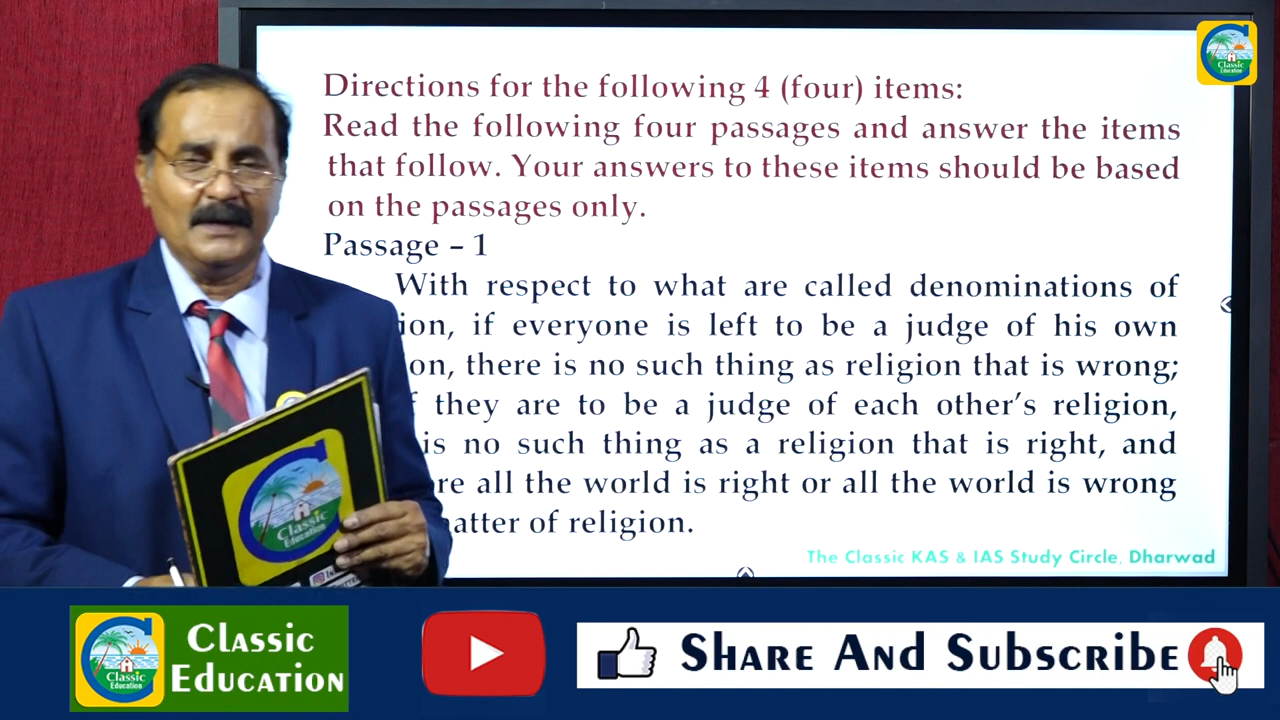 Directions for the following 4 (four) items:
Read the following four passages and answer the items
that follow. Your answers to these items should be based
on the passages only.
Passage – 1
With respect to what are called denominations of
ion, if everyone is left to be a judge of his own
on, there is no such thing as religion that is wrong;
f they are to be a judge of each other's religion,
is no such thing as a religion that is right, and
re all the world is right or all the world is wrong
atter of religion.
The Classic KAS & IAS Study Circle, Dharwad
Classic
Education
Classic
Education
Classic
Education
Classic
Education
Share And Subscribe